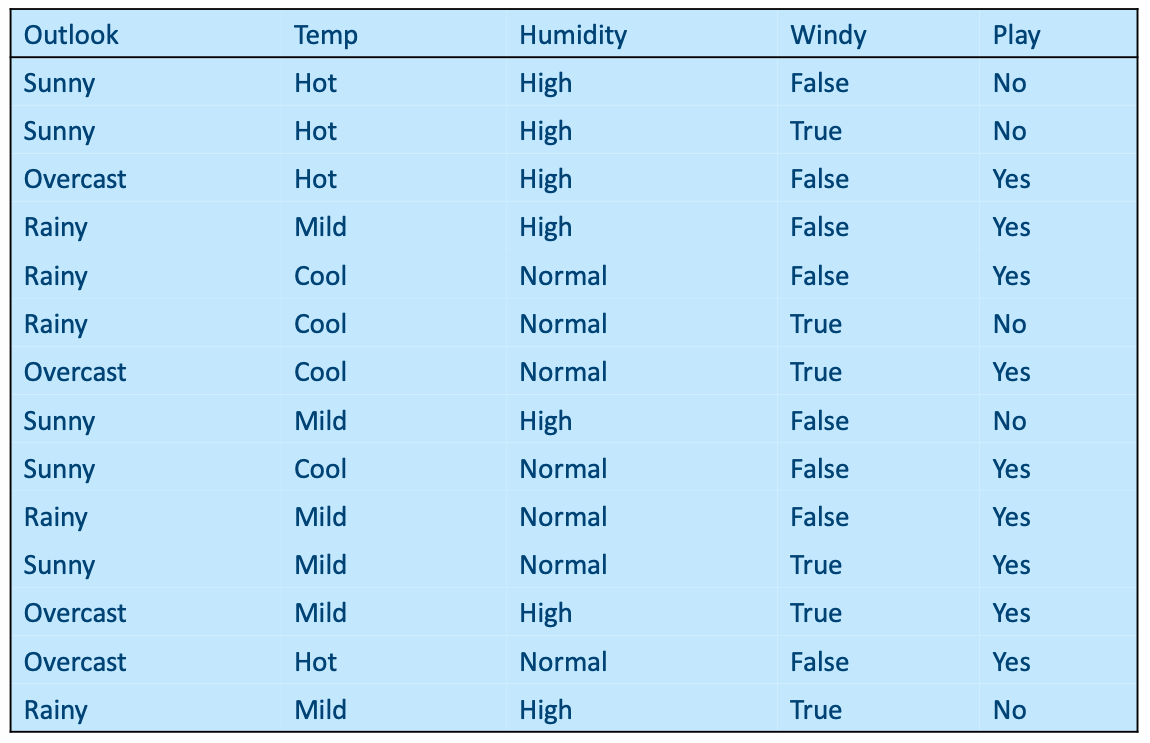 Outlook Temp Humidity Windy Play
Sunny Hot High False No
Sunny Hot High True No
Overcast Hot High False Yes
Rainy Mild High False Yes
Rainy Cool Normal False Yes
Rainy Cool Normal True No
Overcast Cool Normal True Yes
Sunny Mild High False No
Sunny Cool Normal False Yes
Rainy Mild Normal False Yes
Sunny Mild Normal True Yes
Overcast Mild High True Yes
Overcast Hot Normal False Yes
Rainy Mild High True No